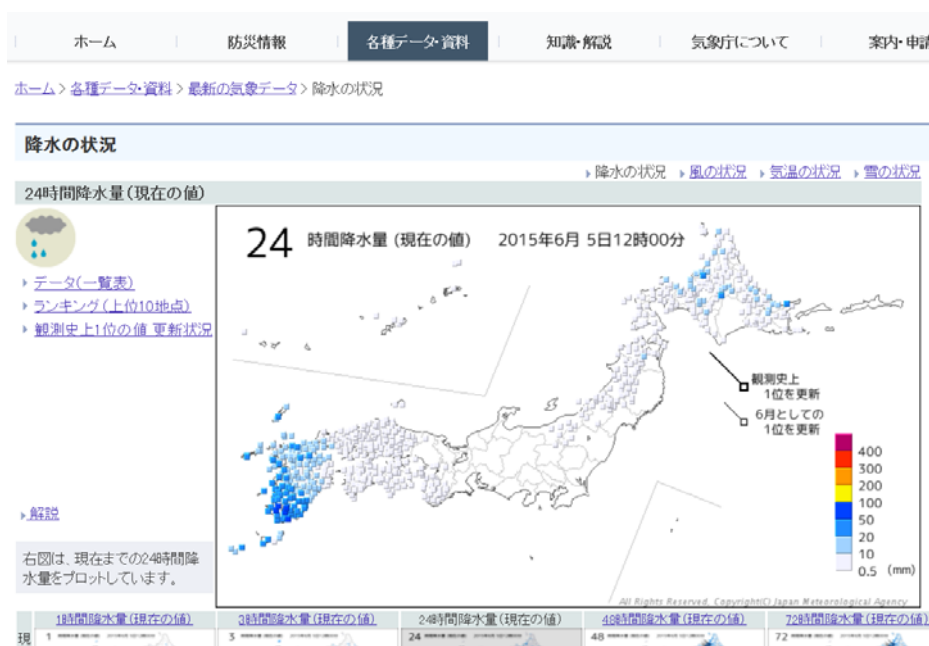 ホーム 防災情報 各種データ・資料 知識・解説 気象庁について 案内・申請
ホーム > 各種データ・資料 > 最新の気象データ > 降水の状況
降水の状況
降水の状況 風の状況 気温の状況 雪の状況
24時間降水量(現在の値)
24 時間降水量 (現在の値) 2015年6月 5日12時00分
データ(一覧表)
ランキング(上位10地点)
観測史上1位の値 更新状況
観測史上
1位を更新
6月としての
1位を更新
400
300
200
100
50
20
10
0.5 (mm)
解説
右図は、現在までの24時間降
水量をプロットしています。
All Rights Reserved. Copyright(C) Japan Meteorological Agency
1時間降水量(現在の値) 3時間降水量(現在の値) 24時間降水量(現在の値) 48時間降水量(現在の値) 72時間降水量(現在の値)
現 1 3 24 48 72